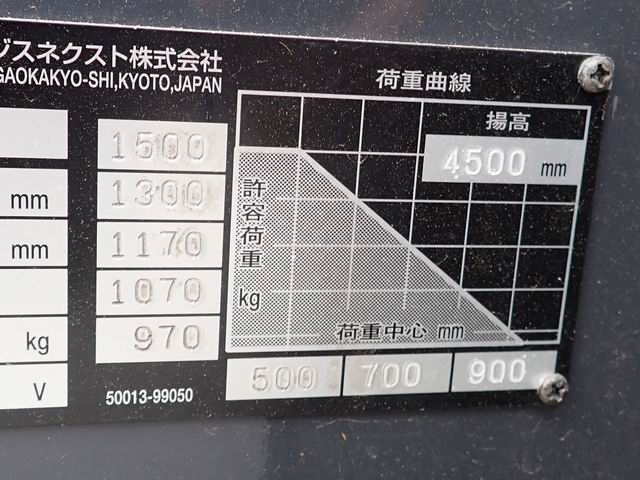 ジスネクスト株式会社
GAOKAKYO-SHI,KYOTO,JAPAN
荷重曲線
揚高
4500 mm
許容荷重 kg
1500
1300
1170
1070
970
mm
mm
kg
V
荷重中心 mm
500 700 900
50013-99050